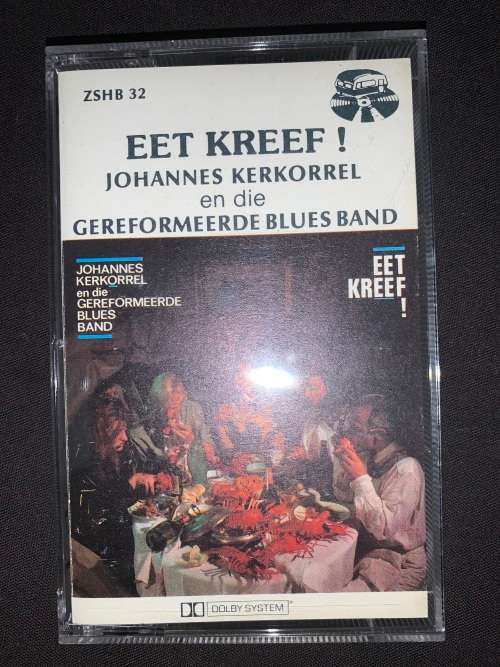 ZSHB 32
EET KREEF !
JOHANNES KERKORREL
en die
GEREFORMEERDE BLUES BAND
JOHANNES
KERKORREL
en die
GEREFORMEERDE
BLUES
BAND
EET
KREEF
!
DOLBY SYSTEM